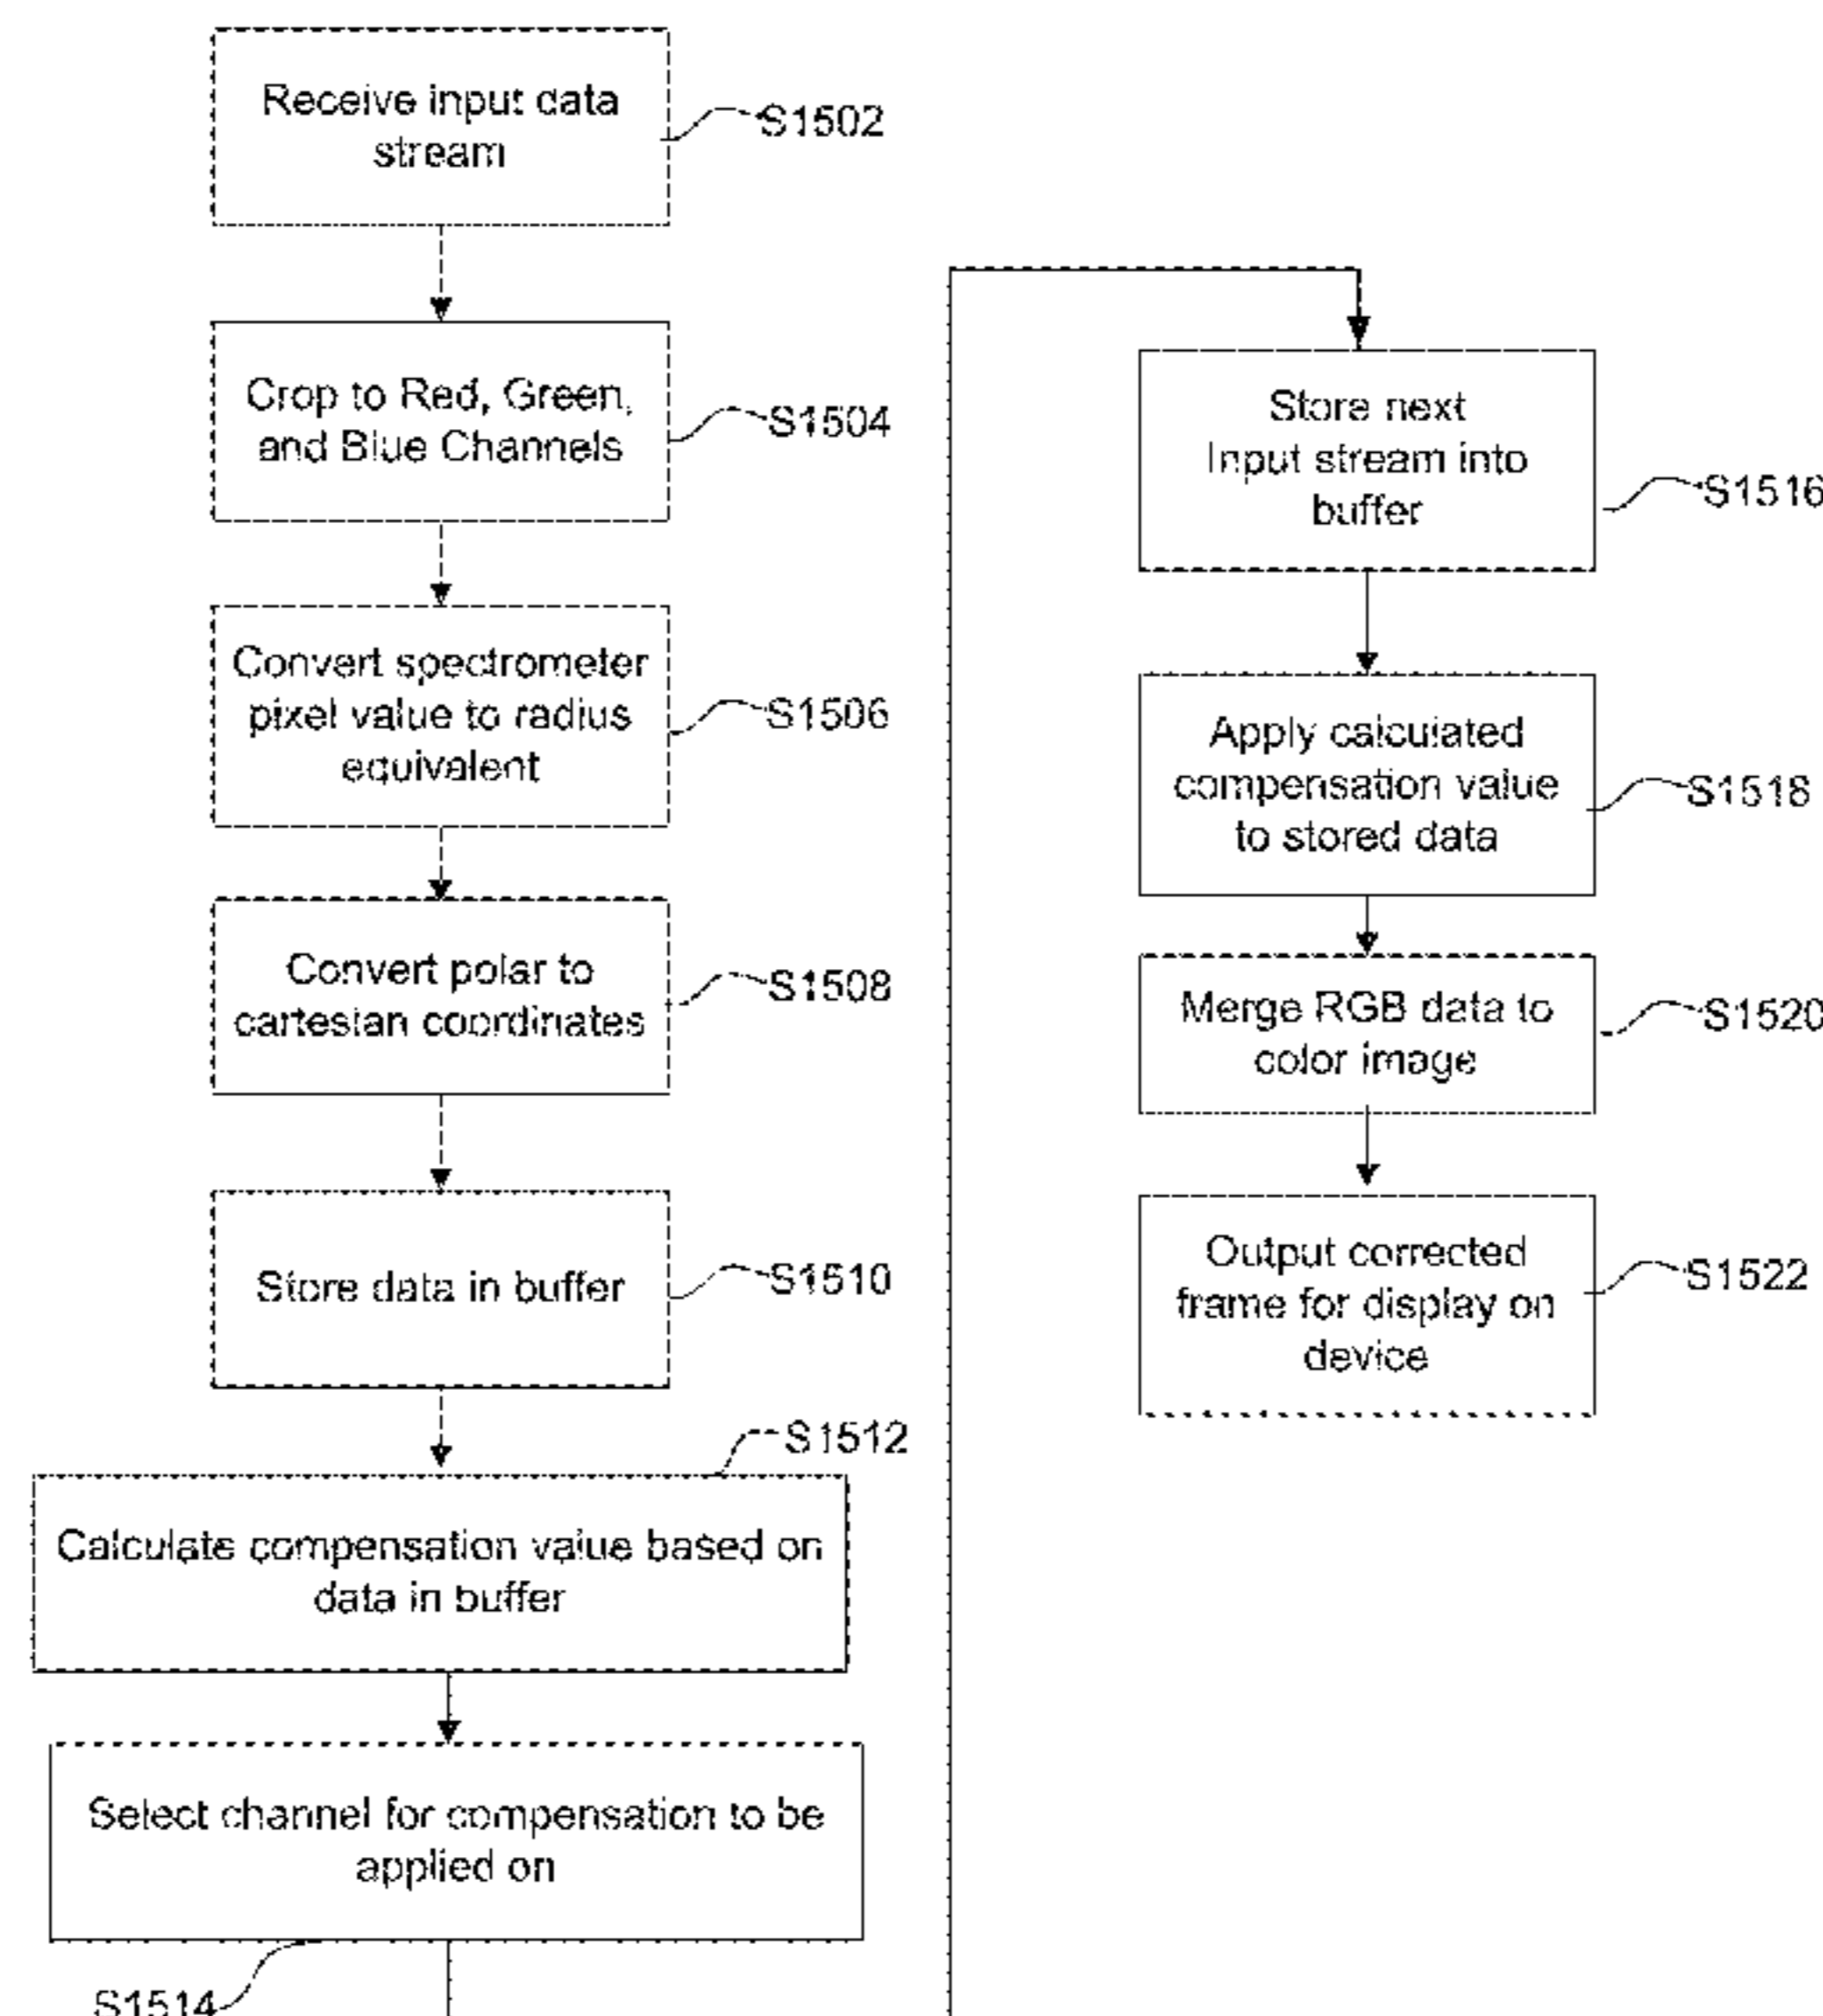 Receive input data
stream
S1502
Crop to Red, Green,
and Blue Channels
S1504
Convert spectrometer
pixel value to radius
equivalent
S1506
Convert polar to
cartesian coordinates
S1508
Store data in buffer
S1510
S1512
Calculate compensation value based on
data in buffer
Select channel for compensation to be
applied on
S1514
Store next
Input stream into
buffer
S1516
Apply calculated
compensation value
to stored data
S1518
Merge RGB data to
color image
S1520
Output corrected
frame for display on
device
S1522